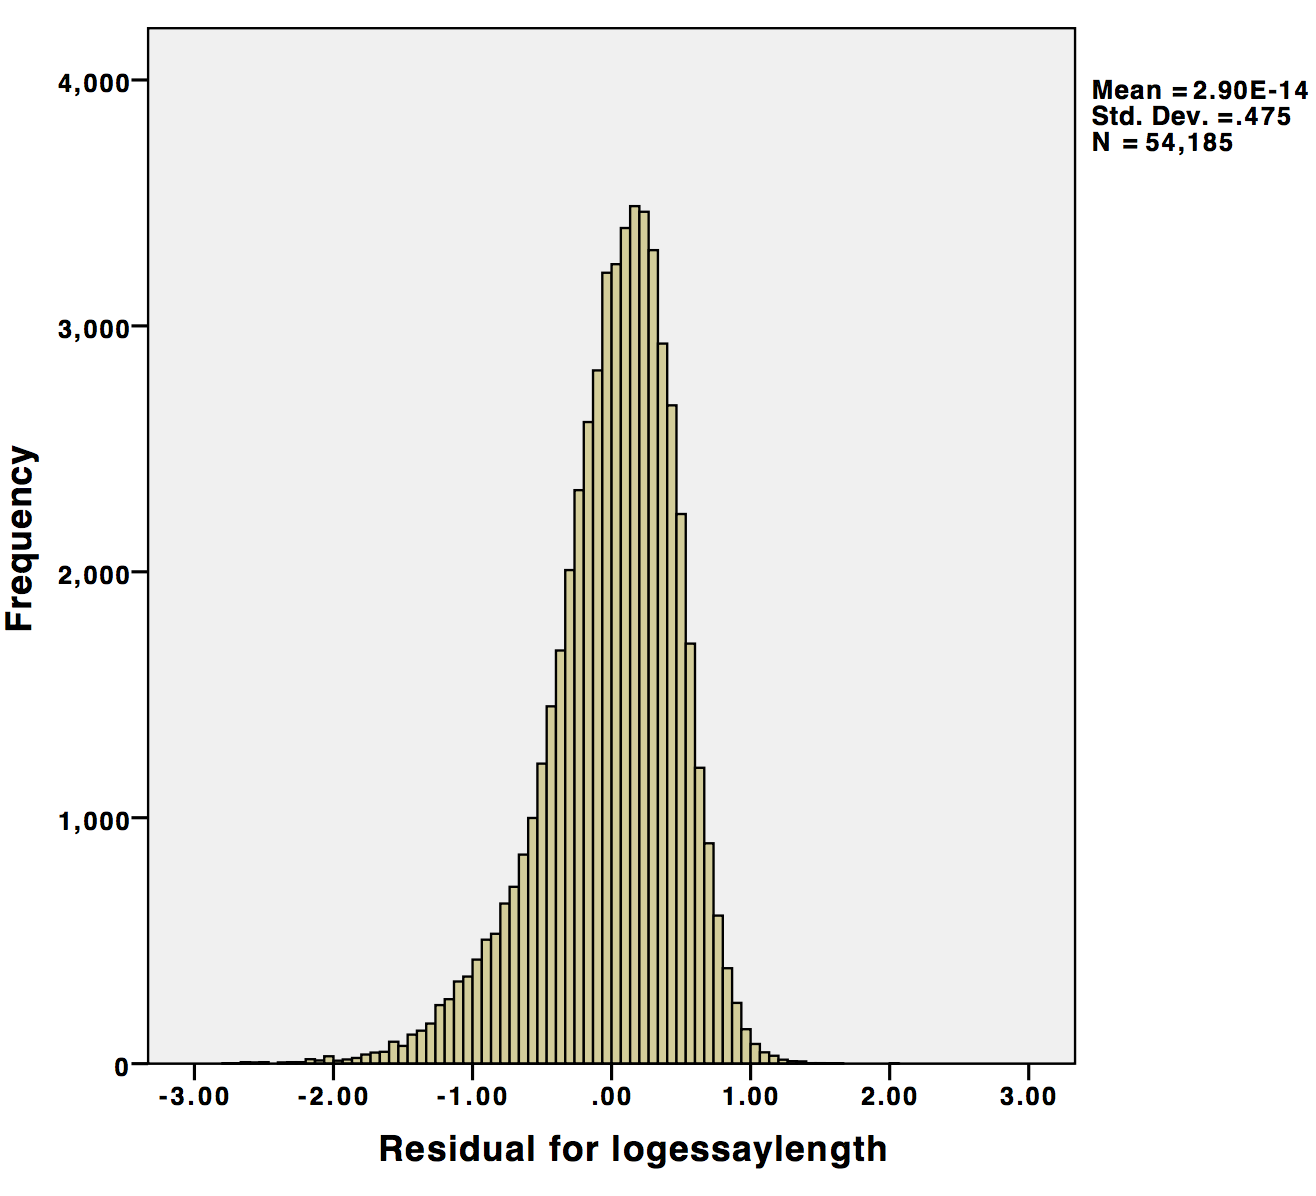 4,000
3,000
2,000
1,000
0
Frequency
-3.00 -2.00 -1.00 .00 1.00 2.00 3.00
Residual for logessaylength
Mean =2.90E-14
Std. Dev. =.475
N =54,185